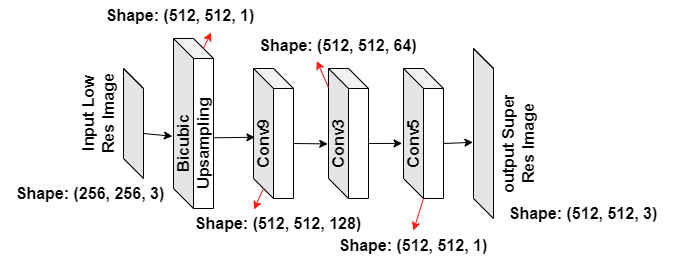 Shape: (512, 512, 1)
Shape: (512, 512, 64)
Input Low
Res Image
Bicubic
Upsampling
Conv9
Conv3
Conv5
output Super
Res Image
Shape: (256, 256, 3)
Shape: (512, 512, 128)
Shape: (512, 512, 1)
Shape: (512, 512, 3)